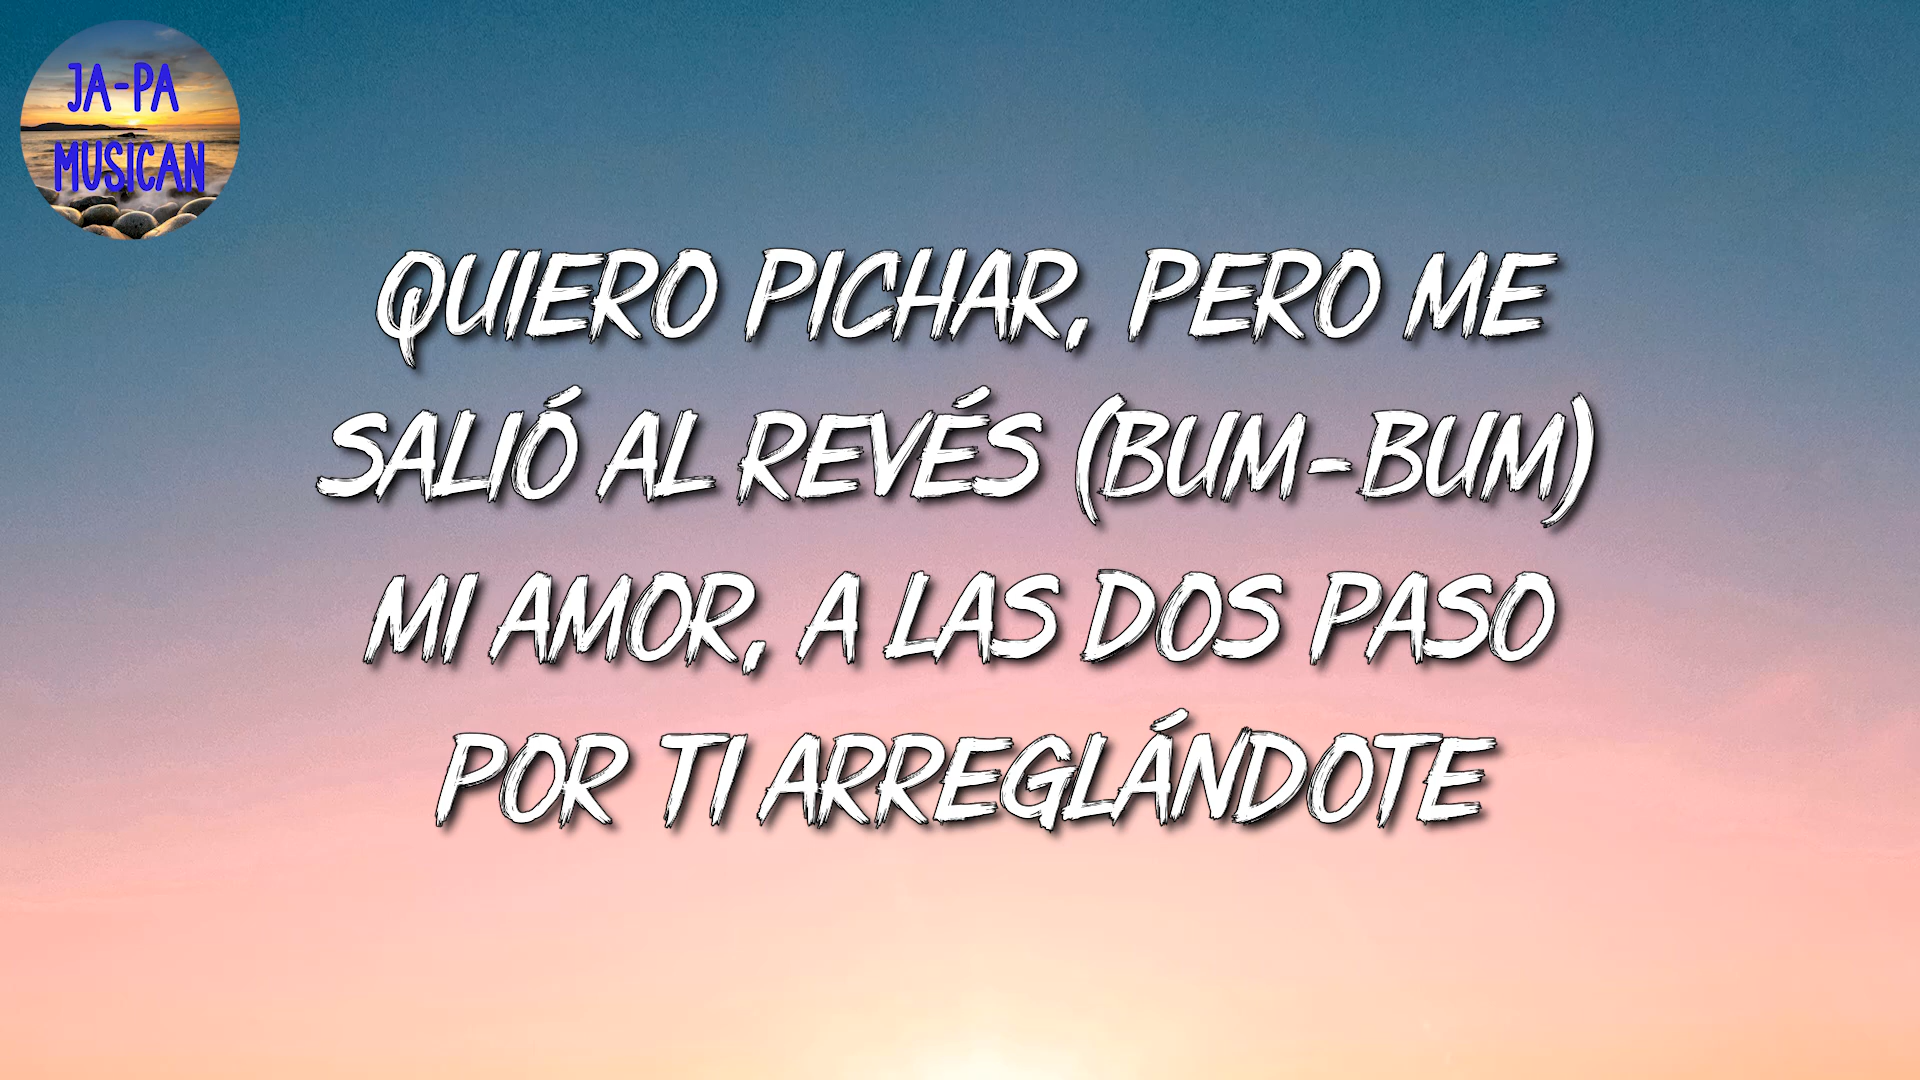 JA-PA
MUSICAN
QUIERO PICHAR, PERO ME
SALIÓ AL REVÉS (BUM-BUM)
MI AMOR, A LAS DOS PASO
POR TI ARREGLÁNDOTE